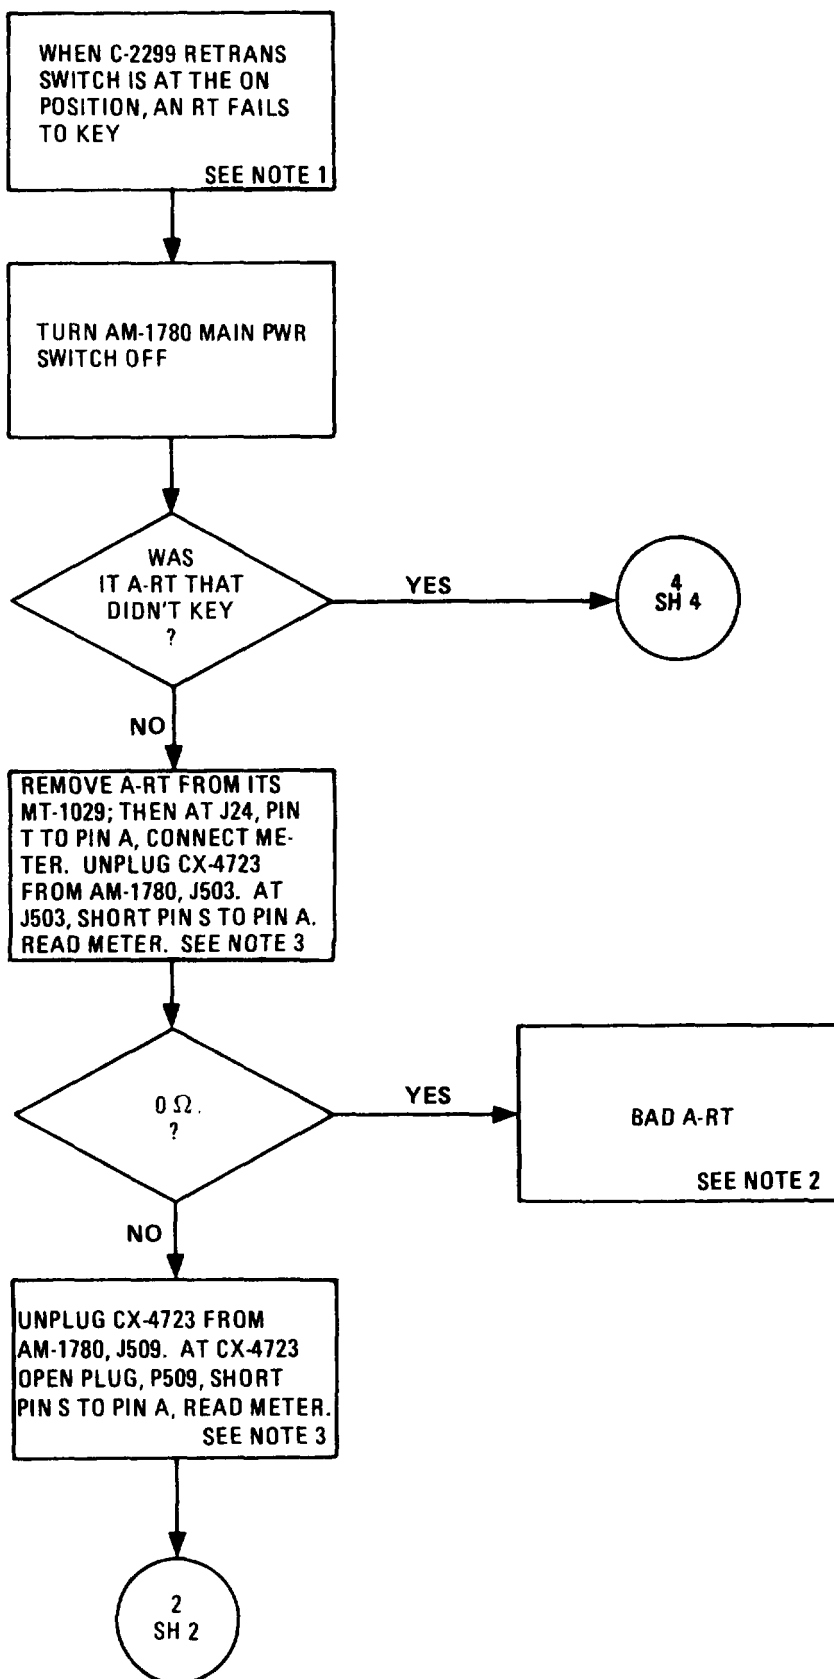 WHEN C-2299 RETRANS
SWITCH IS AT THE ON
POSITION, AN RT FAILS
TO KEY
SEE NOTE 1
TURN AM-1780 MAIN PWR
SWITCH OFF
WAS
IT A-RT THAT
DIDN'T KEY
?
YES
4
SH 4
NO
REMOVE A-RT FROM ITS
MT-1029; THEN AT J24, PIN
T TO PIN A, CONNECT ME-
TER. UNPLUG CX-4723
FROM AM-1780, J503. AT
J503, SHORT PIN S TO PIN A.
READ METER. SEE NOTE 3
0 Ω.
?
YES
BAD A-RT
SEE NOTE 2
NO
UNPLUG CX-4723 FROM
AM-1780, J509. AT CX-4723
OPEN PLUG, P509, SHORT
PIN S TO PIN A, READ METER.
SEE NOTE 3
2
SH 2